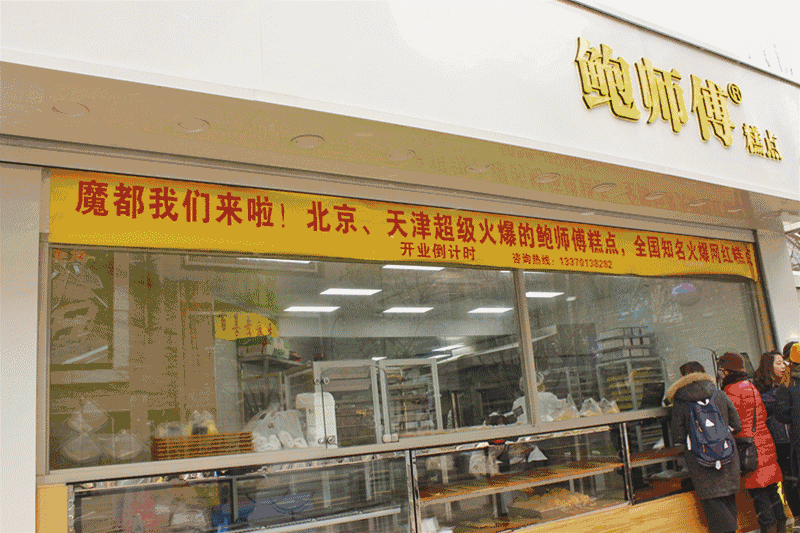 鲍师傅® 糕点
魔都我们来啦！北京、天津超级火爆的鲍师傅糕点，全国知名火爆网红糕点
开业倒计时 咨询热线：13370138282